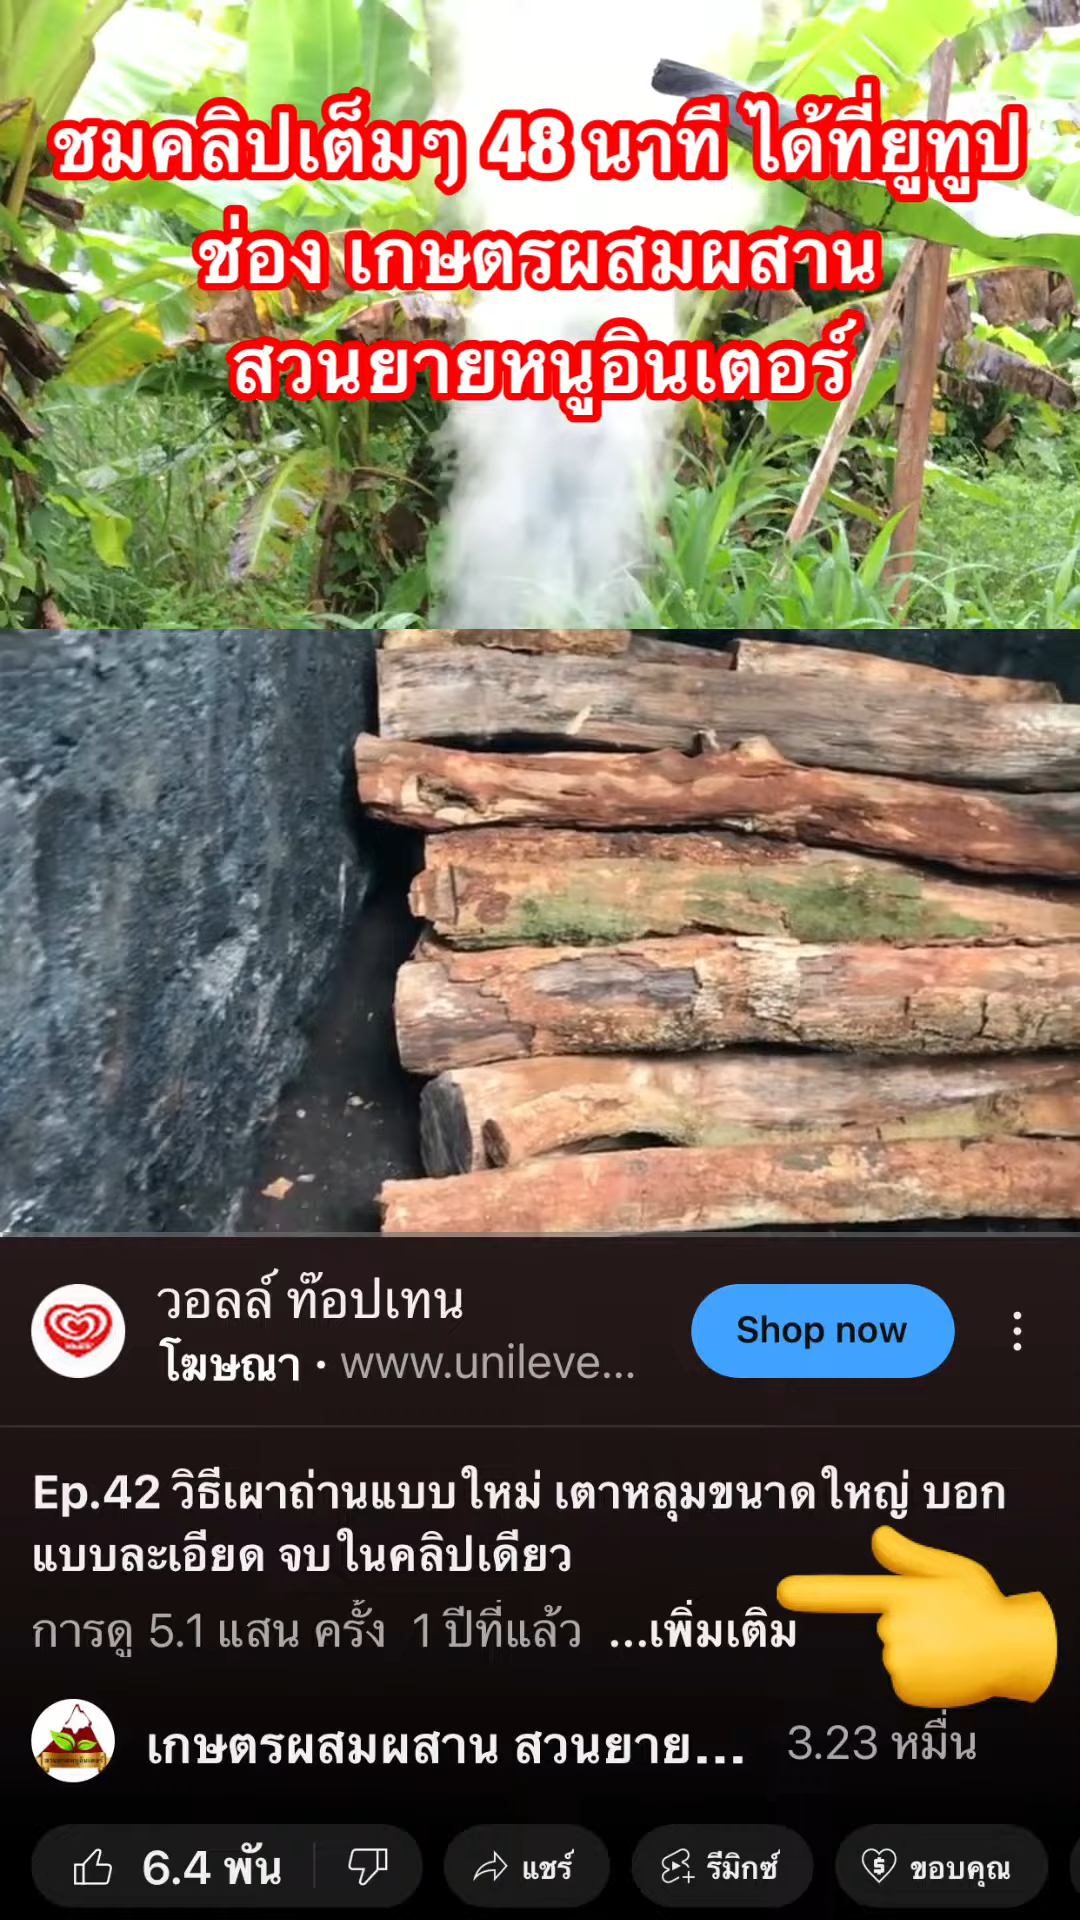 ชมคลิปเต็มๆ 48 นาที ได้ที่ยูทูป
ช่อง เกษตรผสมผสาน
สวนยายหนูอินเตอร์
วอลล์ ท๊อปเทน
Shop now
โฆษณา • www.unileve...
Ep.42 วิธีเผาถ่านแบบใหม่ เตาหลุมขนาดใหญ่ บอก
แบบละเอียด จบในคลิปเดียว
การดู 5.1 แสน ครั้ง 1 ปีที่แล้ว ...เพิ่มเติม
เกษตรผสมผสาน สวนยาย... 3.23 หมื่น
6.4 พัน แชร์ รีมิกซ์ ขอบคุณ